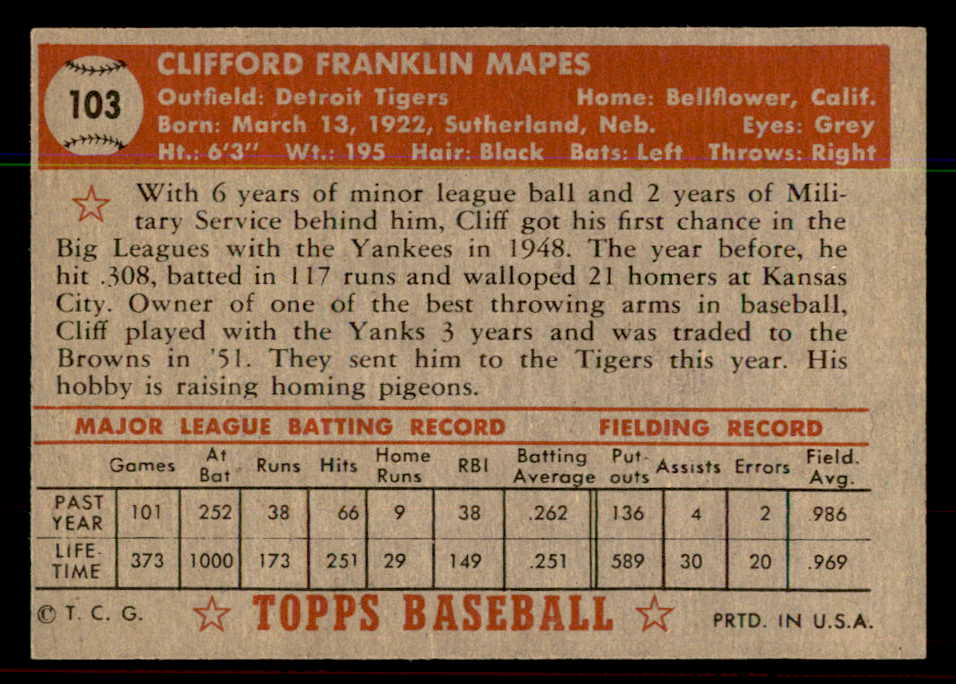 103
CLIFFORD FRANKLIN MAPES
Outfield: Detroit Tigers Home: Bellflower, Calif.
Born: March 13, 1922, Sutherland, Neb. Eyes: Grey
Ht.: 6'3" Wt.: 195 Hair: Black Bats: Left Throws: Right
With 6 years of minor league ball and 2 years of Mili-
tary Service behind him, Cliff got his first chance in the
Big Leagues with the Yankees in 1948. The year before, he
hit .308, batted in 117 runs and walloped 21 homers at Kansas
City. Owner of one of the best throwing arms in baseball,
Cliff played with the Yanks 3 years and was traded to the
Browns in '51. They sent him to the Tigers this year. His
hobby is raising homing pigeons.
MAJOR LEAGUE BATTING RECORD FIELDING RECORD
Games At Bat Runs Hits Home Runs RBI Batting Average Put-outs Assists Errors Field. Avg.
PAST YEAR 101 252 38 66 9 38 .262 136 4 2 .986
LIFE-TIME 373 1000 173 251 29 149 .251 589 30 20 .969
© T. C. G. TOPPS BASEBALL PRTD. IN U.S.A.